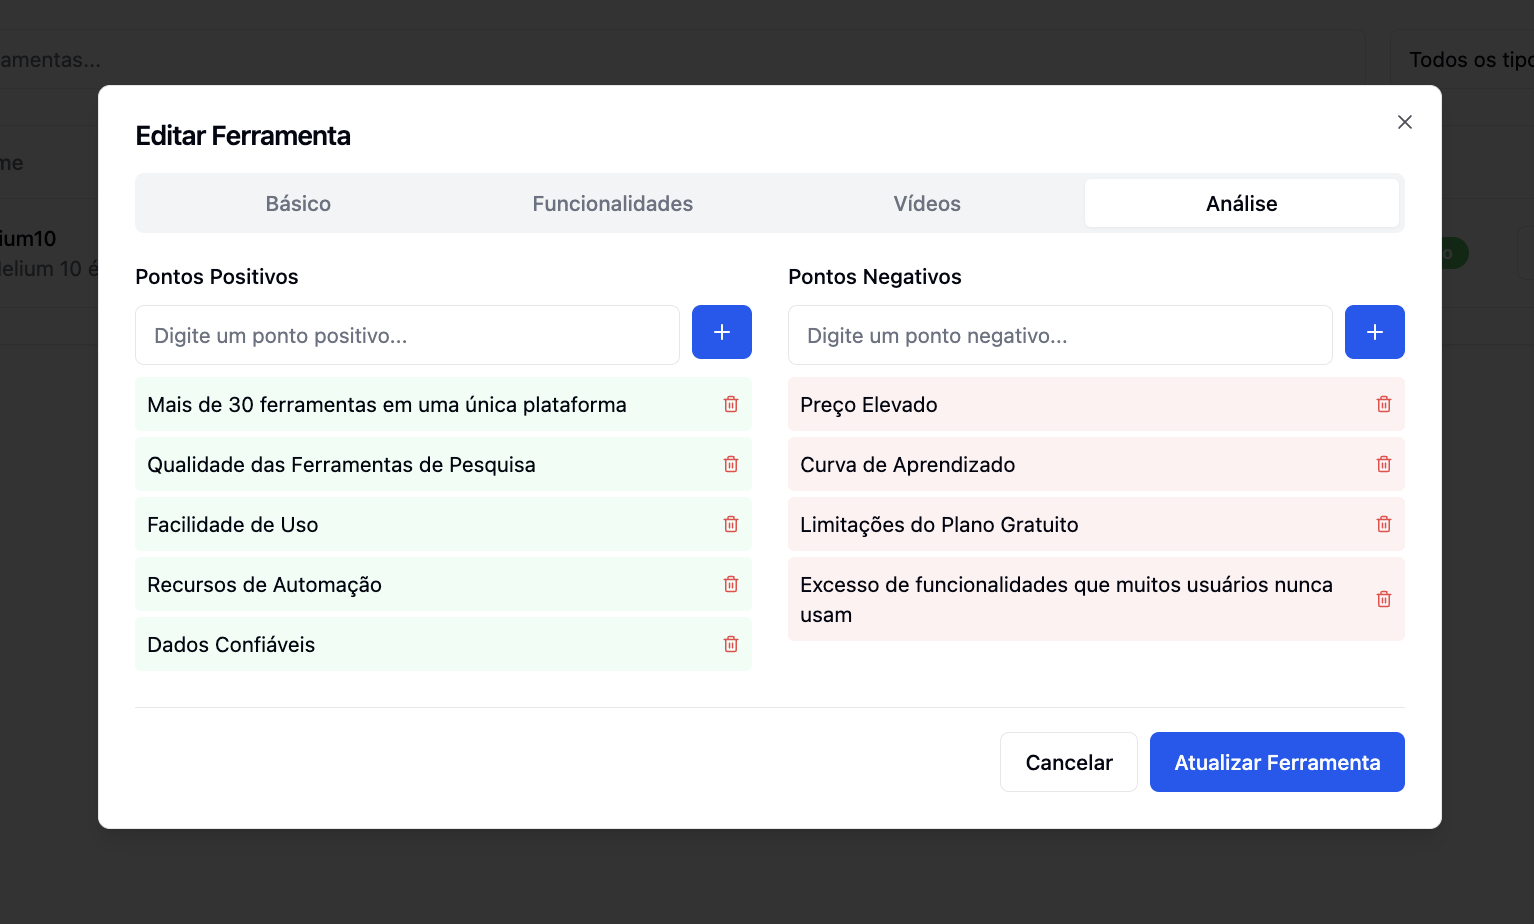 amentas...
Todos os tipo
me
ium10
elium 10 é
o
Editar Ferramenta
Básico
Funcionalidades
Vídeos
Análise
Pontos Positivos
Digite um ponto positivo...
Mais de 30 ferramentas em uma única plataforma
Qualidade das Ferramentas de Pesquisa
Facilidade de Uso
Recursos de Automação
Dados Confiáveis
Pontos Negativos
Digite um ponto negativo...
Preço Elevado
Curva de Aprendizado
Limitações do Plano Gratuito
Excesso de funcionalidades que muitos usuários nunca
usam
Cancelar
Atualizar Ferramenta